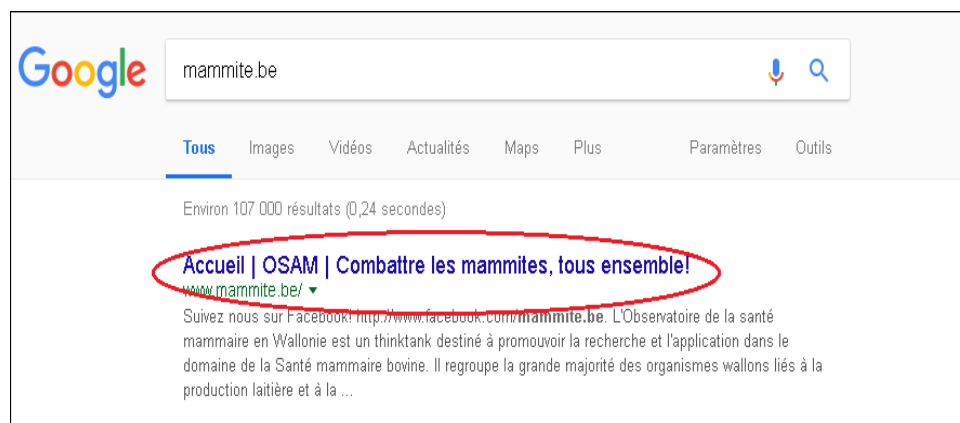 Google mammite.be
Tous Images Vidéos Actualités Maps Plus Paramètres Outils
Environ 107 000 résultats (0,24 secondes)
Accueil | OSAM | Combattre les mammites, tous ensemble!
www.mammite.be/
Suivez nous sur Facebook! http://www.facebook.com/mammite.be. L'Observatoire de la santé
mammaire en Wallonie est un thinktank destiné à promouvoir la recherche et l'application dans le
domaine de la Santé mammaire bovine. Il regroupe la grande majorité des organismes wallons liés à la
production laitière et à la ...